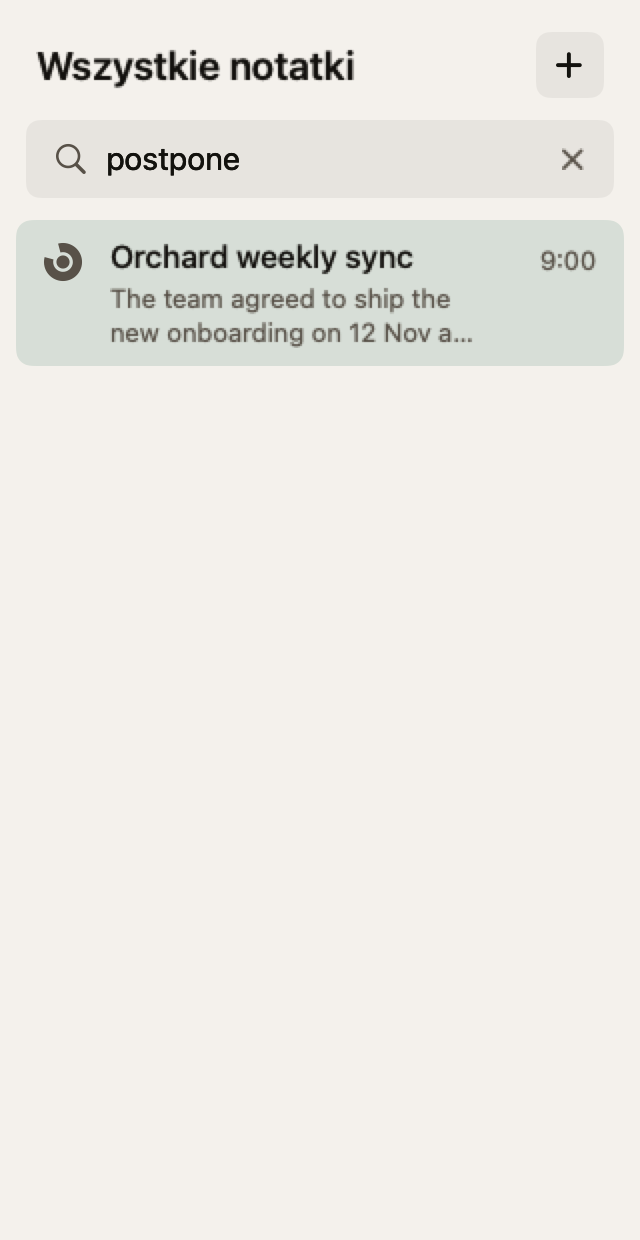 Wszystkie notatki
postpone
Orchard weekly sync 9:00
The team agreed to ship the
new onboarding on 12 Nov a...